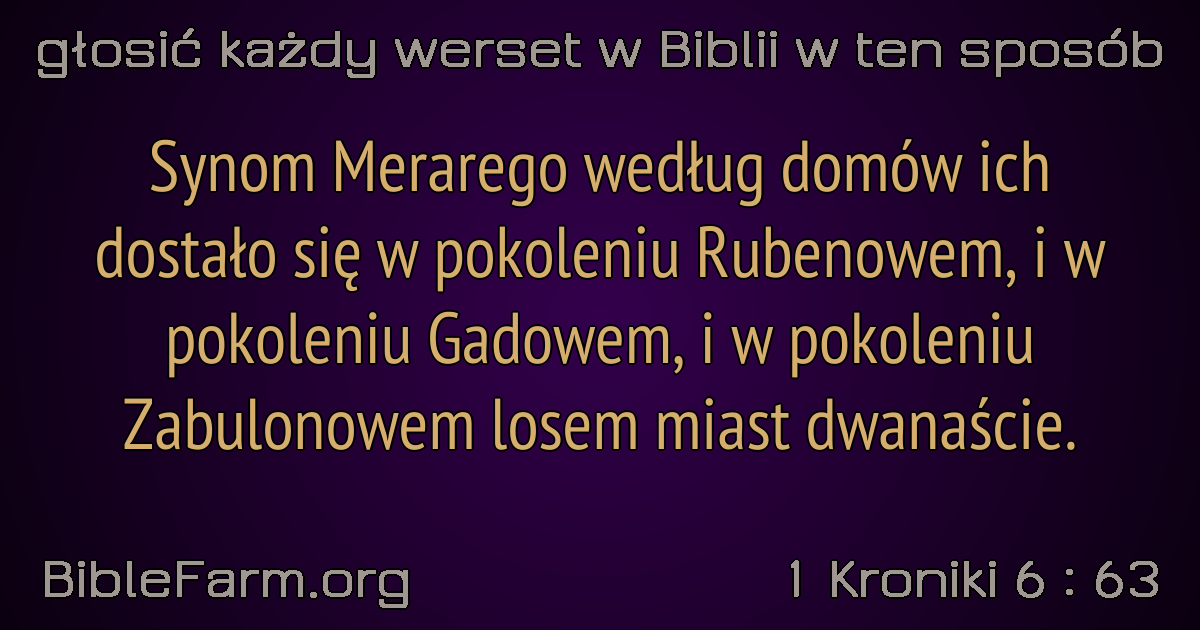 głosić każdy werset w Biblii w ten sposób
Synom Merarego według domów ich
dostało się w pokoleniu Rubenowem, i w
pokoleniu Gadowem, i w pokoleniu
Zabulonowem losem miast dwanaście.
BibleFarm.org
1 Kroniki 6 : 63